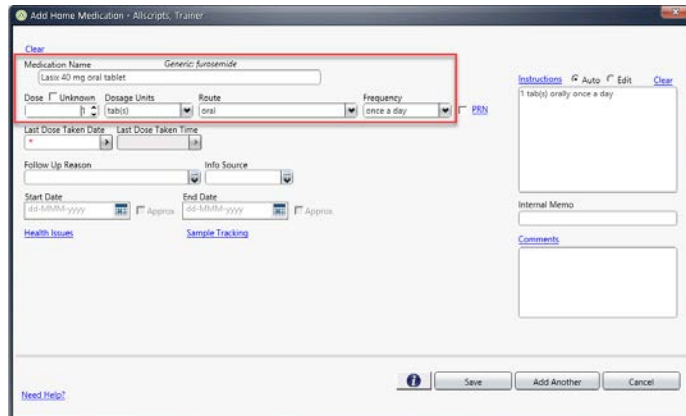 Add Home Medication - Allscripts, Trainer
Clear
Medication Name Generic: furosemide
Lasix 40 mg oral tablet
Dose Unknown Dosage Units Route Frequency
1 tab(s) oral once a day PRN
Last Dose Taken Date Last Dose Taken Time
*
Follow Up Reason Info Source
Start Date End Date
dd-MMM-yyyy Approx dd-MMM-yyyy Approx
Health Issues Sample Tracking
Instructions Auto Edit Clear
1 tab(s) orally once a day
Internal Memo
Comments
Save Add Another Cancel
Need Help?